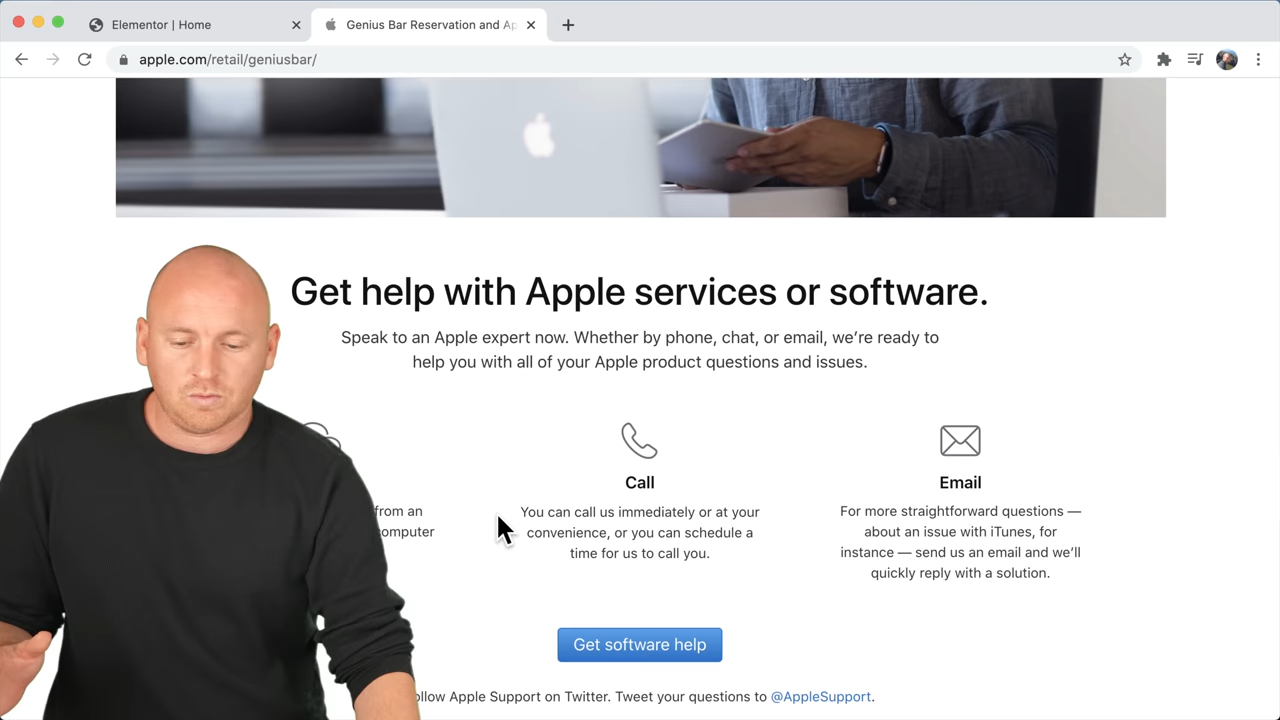 Elementor | Home
Genius Bar Reservation and Ap
apple.com/retail/geniusbar/
Get help with Apple services or software.
Speak to an Apple expert now. Whether by phone, chat, or email, we’re ready to
help you with all of your Apple product questions and issues.
from an
omputer
Call
You can call us immediately or at your
convenience, or you can schedule a
time for us to call you.
Email
For more straightforward questions —
about an issue with iTunes, for
instance — send us an email and we’ll
quickly reply with a solution.
Get software help
ollow Apple Support on Twitter. Tweet your questions to @AppleSupport.